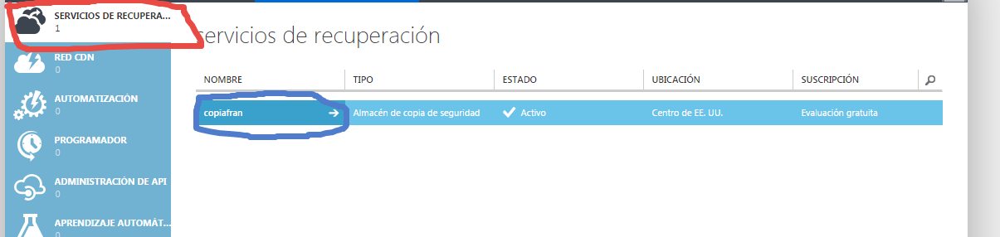 SERVICIOS DE RECUPERA...
1
RED CDN
0
AUTOMATIZACIÓN
0
PROGRAMADOR
0
ADMINISTRACIÓN DE API
0
APRENDIZAJE AUTOMÁT...
0
servicios de recuperación
NOMBRE TIPO ESTADO UBICACIÓN SUSCRIPCIÓN
copiafran Almacén de copia de seguridad Activo Centro de EE. UU. Evaluación gratuita